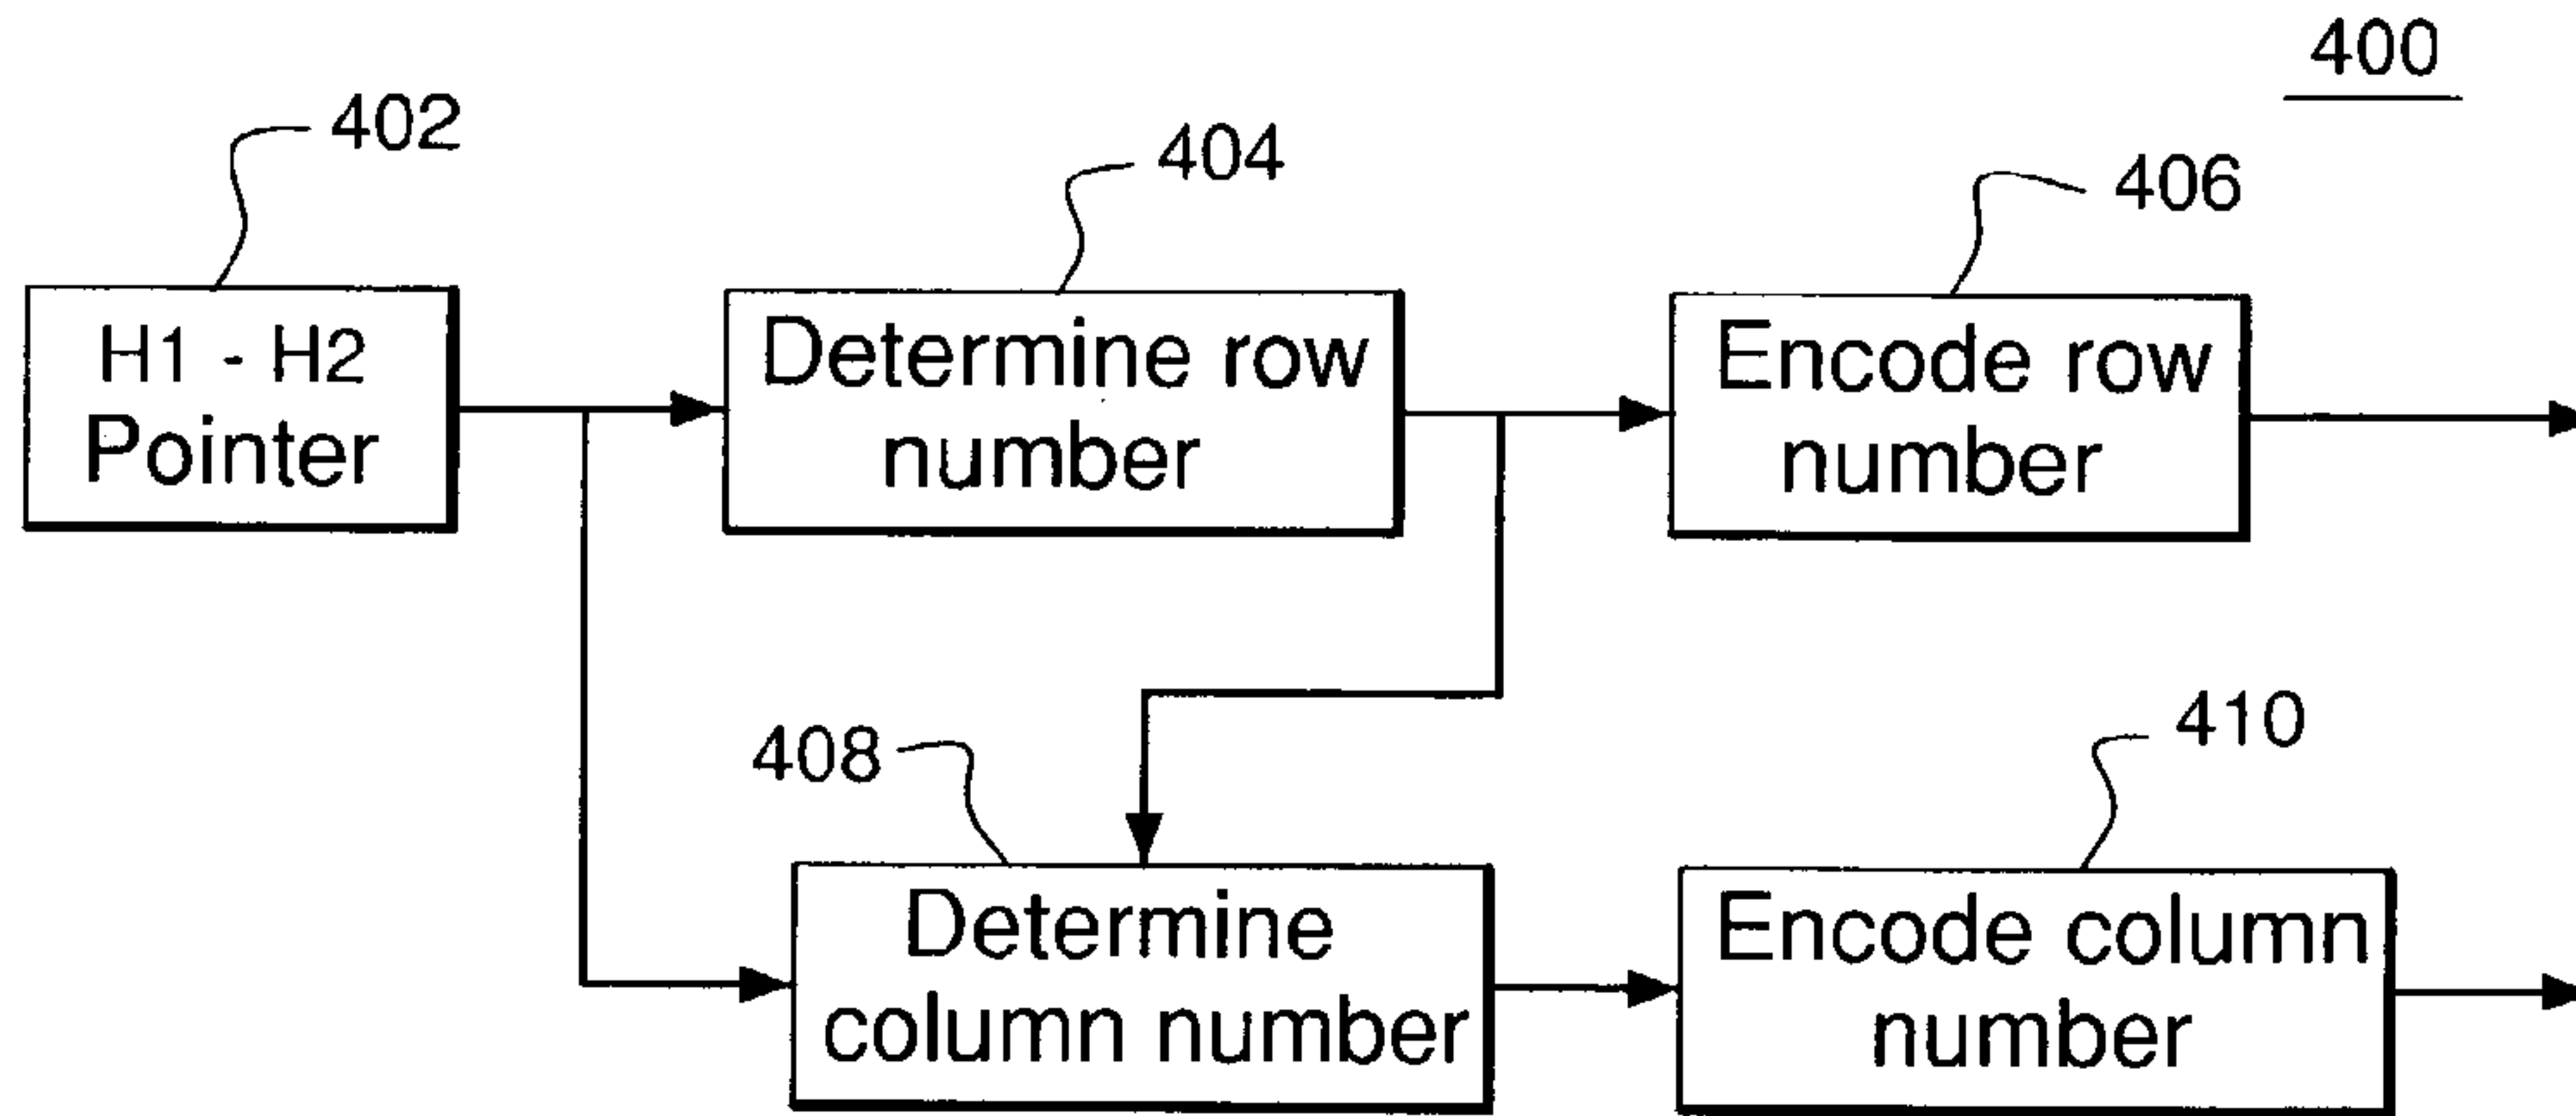 400
402
404
406
H1 - H2
Pointer
Determine row
number
Encode row
number
408
410
Determine
column number
Encode column
number